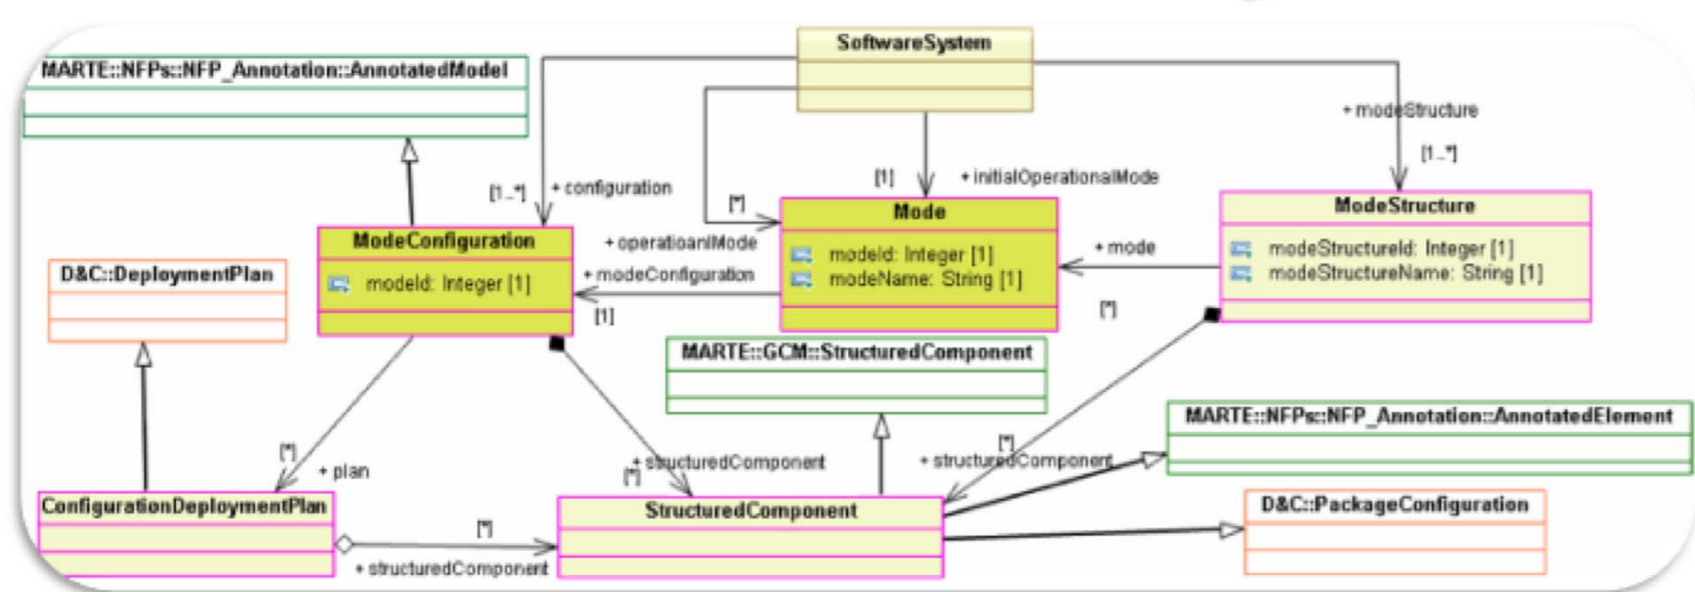 SoftwareSystem
MARTE::NFPs::NFP_Annotation::AnnotatedModel
+ modeStructure
[1..*]
[1..*]
+ configuration
[1]
+ initialOperationalMode
[*]
ModeConfiguration
modeId: Integer [1]
+ operatioanlMode
+ modeConfiguration
[1]
Mode
modeId: Integer [1]
modeName: String [1]
+ mode
[*]
ModeStructure
modeStructureId: Integer [1]
modeStructureName: String [1]
D&C::DeploymentPlan
MARTE::GCM::StructuredComponent
MARTE::NFPs::NFP_Annotation::AnnotatedElement
[*]
+ plan
[*]
+ structuredComponent
[*]
+ structuredComponent
ConfigurationDeploymentPlan
[*]
+ structuredComponent
StructuredComponent
D&C::PackageConfiguration